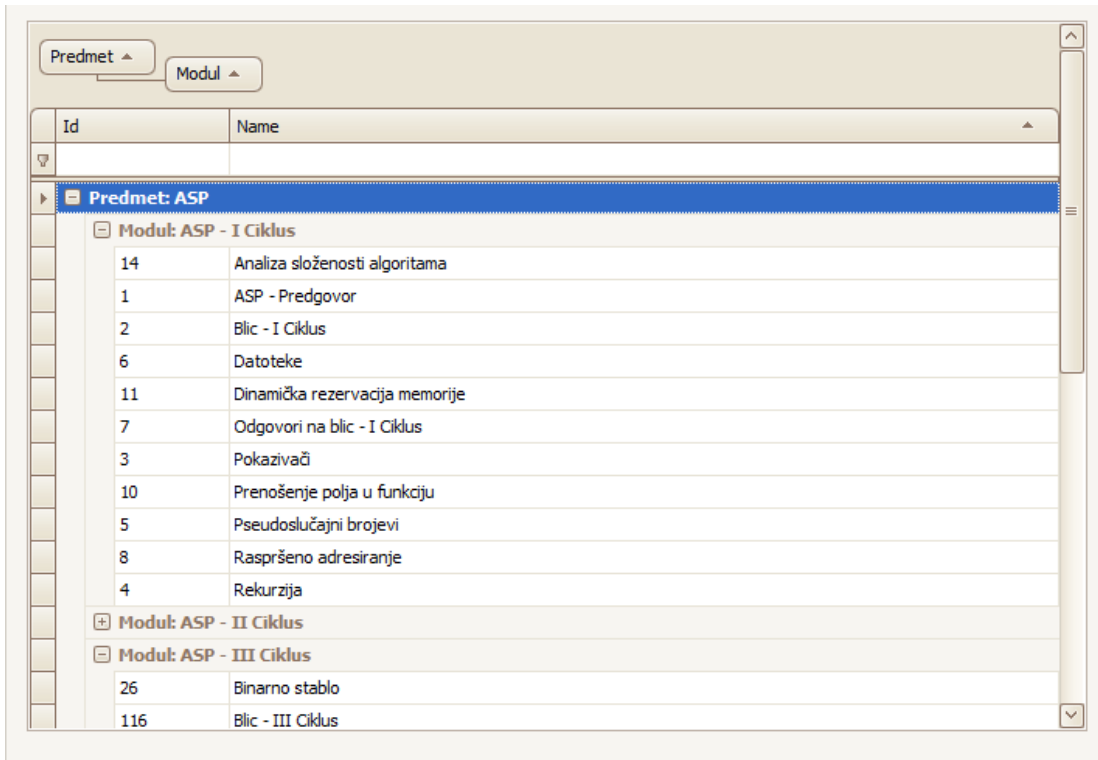 Predmet
Modul
Id Name
Predmet: ASP
Modul: ASP - I Ciklus
14 Analiza složenosti algoritama
1 ASP - Predgovor
2 Blic - I Ciklus
6 Datoteke
11 Dinamička rezervacija memorije
7 Odgovori na blic - I Ciklus
3 Pokazivači
10 Prenošenje polja u funkciju
5 Pseudoslučajni brojevi
8 Raspršeno adresiranje
4 Rekurzija
Modul: ASP - II Ciklus
Modul: ASP - III Ciklus
26 Binarno stablo
116 Blic - III Ciklus